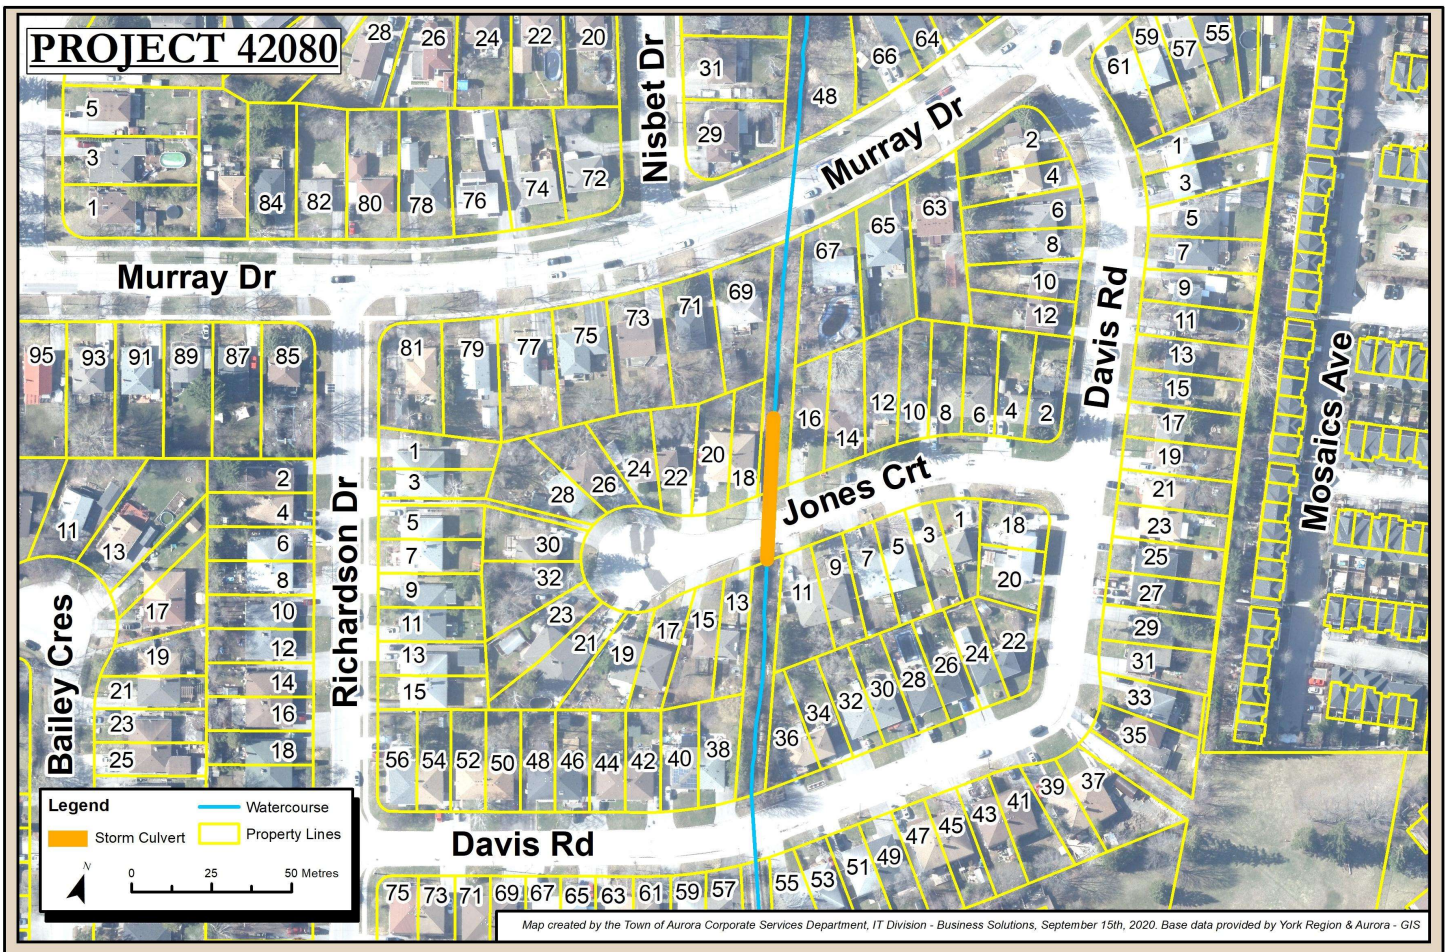 PROJECT 42080
28 26 24 22 20
31
48
66
64
61
59
57
55
5
3
1
84 82 80 78 76 74 72
Nisbet Dr
29
Murray Dr
2
4
6
8
10
12
1
3
5
7
9
11
13
15
17
19
21
23
25
27
29
31
33
35
Murray Dr
81 79 77 75 73 71 69
67 65 63
Davis Rd
Mosaics Ave
95 93 91 89 87 85
16 14 12 10 8 6 4 2
1
3
5
7
9
11
13
15
28 26 24 22 20 18
Jones Crt
30
32
23 21 19 17 15 13
11 9 7 5 3 1
18
20
22
24
26
28
30
32
34
36
11
13
17
19
21
23
25
Bailey Cres
2
4
6
8
10
12
14
16
18
Richardson Dr
56 54 52 50 48 46 44 42 40 38
Davis Rd
75 73 71 69 67 65 63 61 59 57
55 53 51 49 47 45 43 41 39 37
Legend
Watercourse
Storm Culvert
Property Lines
N
0 25 50 Metres
Map created by the Town of Aurora Corporate Services Department, IT Division - Business Solutions, September 15th, 2020. Base data provided by York Region & Aurora - GIS